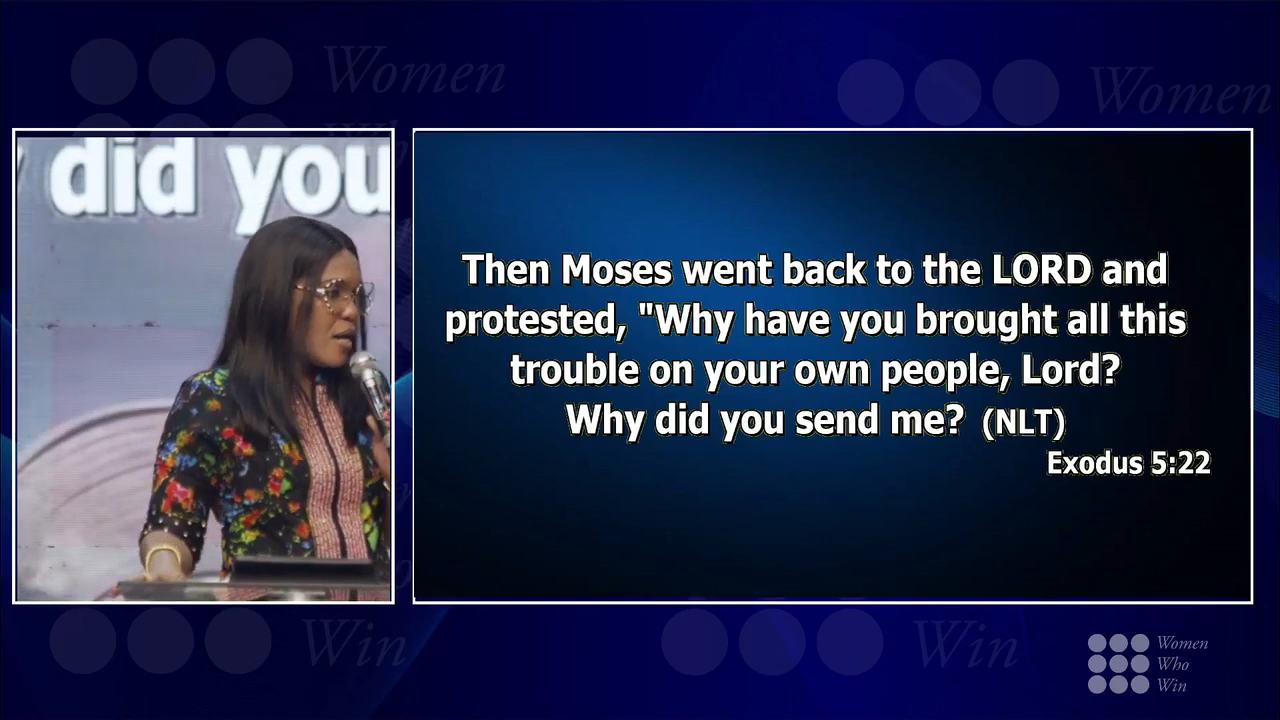 Women
Women
did you
Then Moses went back to the LORD and
protested, "Why have you brought all this
trouble on your own people, Lord?
Why did you send me? (NLT)
Exodus 5:22
Win
Win
Women
Who
Win